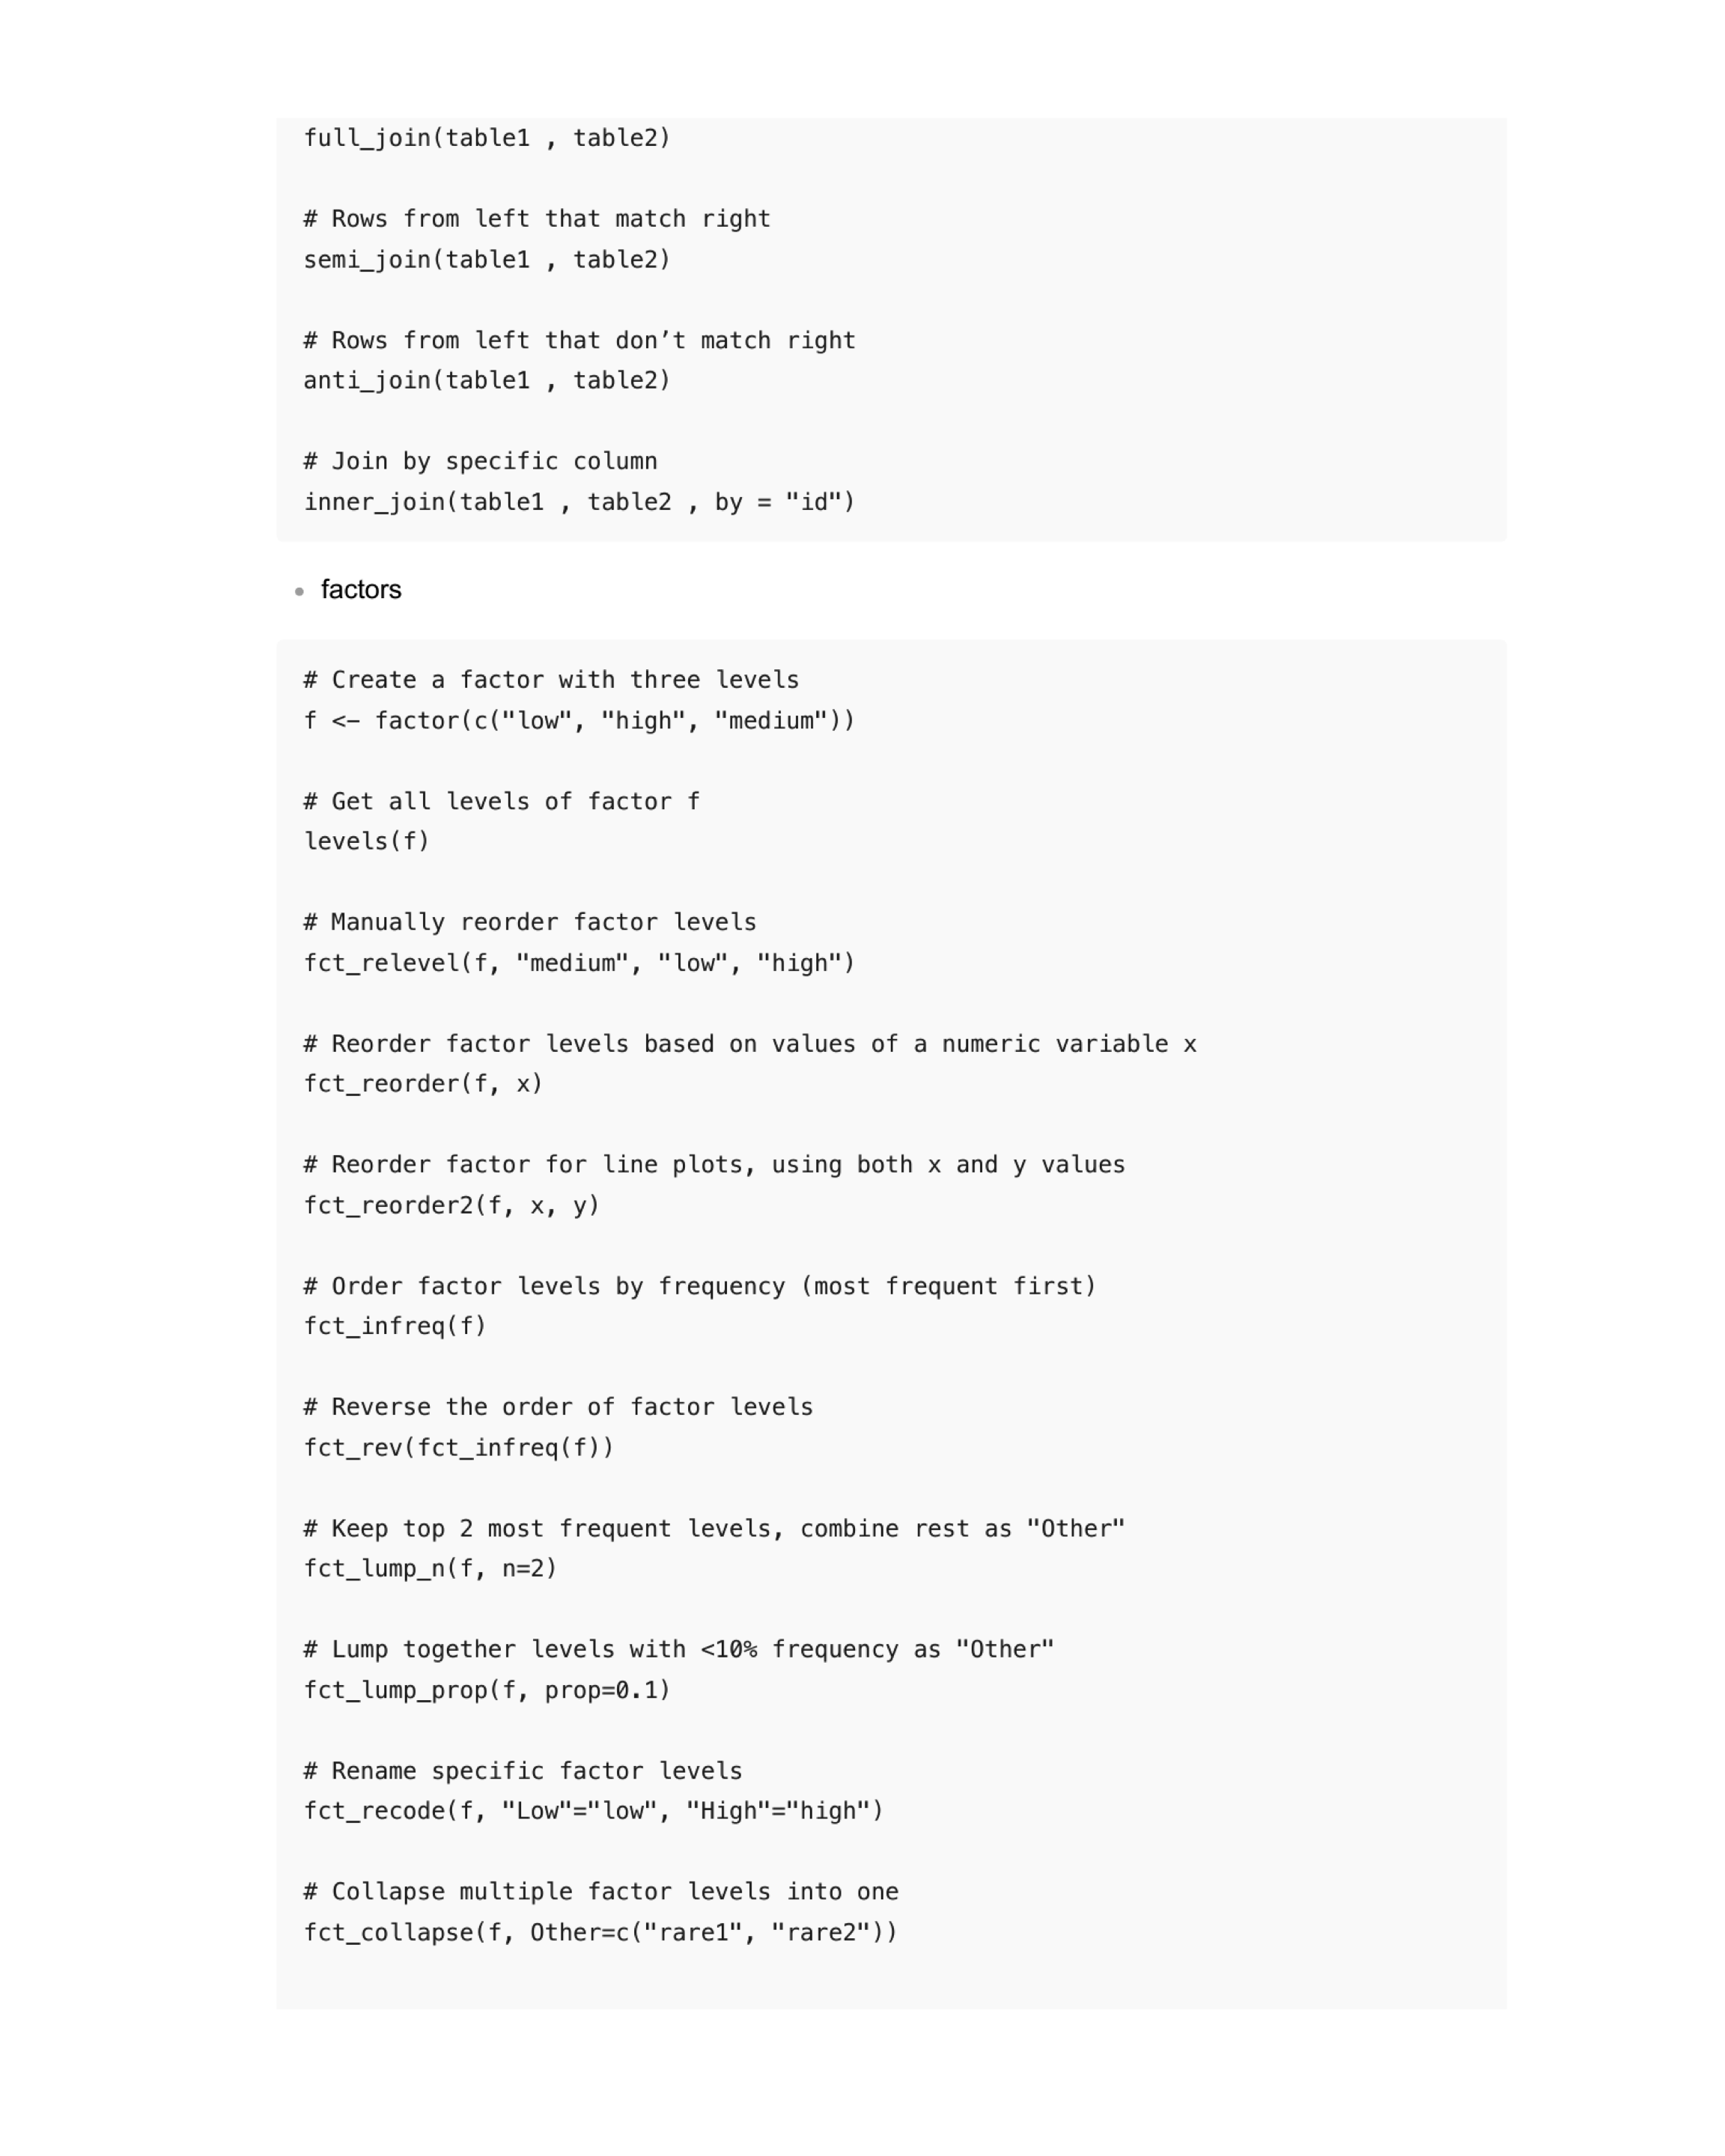 full_join(table1 , table2)
# Rows from left that match right
semi_join(table1 , table2)
# Rows from left that don’t match right
anti_join(table1 , table2)
# Join by specific column
inner_join(table1 , table2 , by = "id")
• factors
# Create a factor with three levels
f <- factor(c("low", "high", "medium"))
# Get all levels of factor f
levels(f)
# Manually reorder factor levels
fct_relevel(f, "medium", "low", "high")
# Reorder factor levels based on values of a numeric variable x
fct_reorder(f, x)
# Reorder factor for line plots, using both x and y values
fct_reorder2(f, x, y)
# Order factor levels by frequency (most frequent first)
fct_infreq(f)
# Reverse the order of factor levels
fct_rev(fct_infreq(f))
# Keep top 2 most frequent levels, combine rest as "Other"
fct_lump_n(f, n=2)
# Lump together levels with <10% frequency as "Other"
fct_lump_prop(f, prop=0.1)
# Rename specific factor levels
fct_recode(f, "Low"="low", "High"="high")
# Collapse multiple factor levels into one
fct_collapse(f, Other=c("rare1", "rare2"))